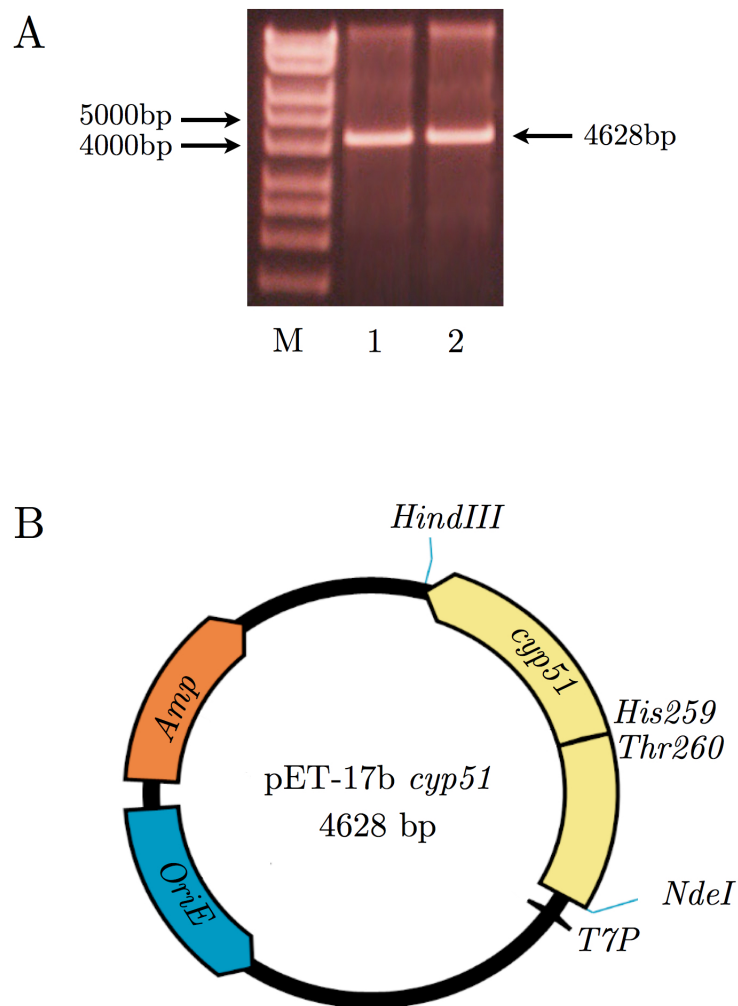 A
5000bp
4000bp
4628bp
M 1 2
B
HindIII
cyp51
Amp
His259
Thr260
pET-17b cyp51
4628 bp
OriE
NdeI
T7P